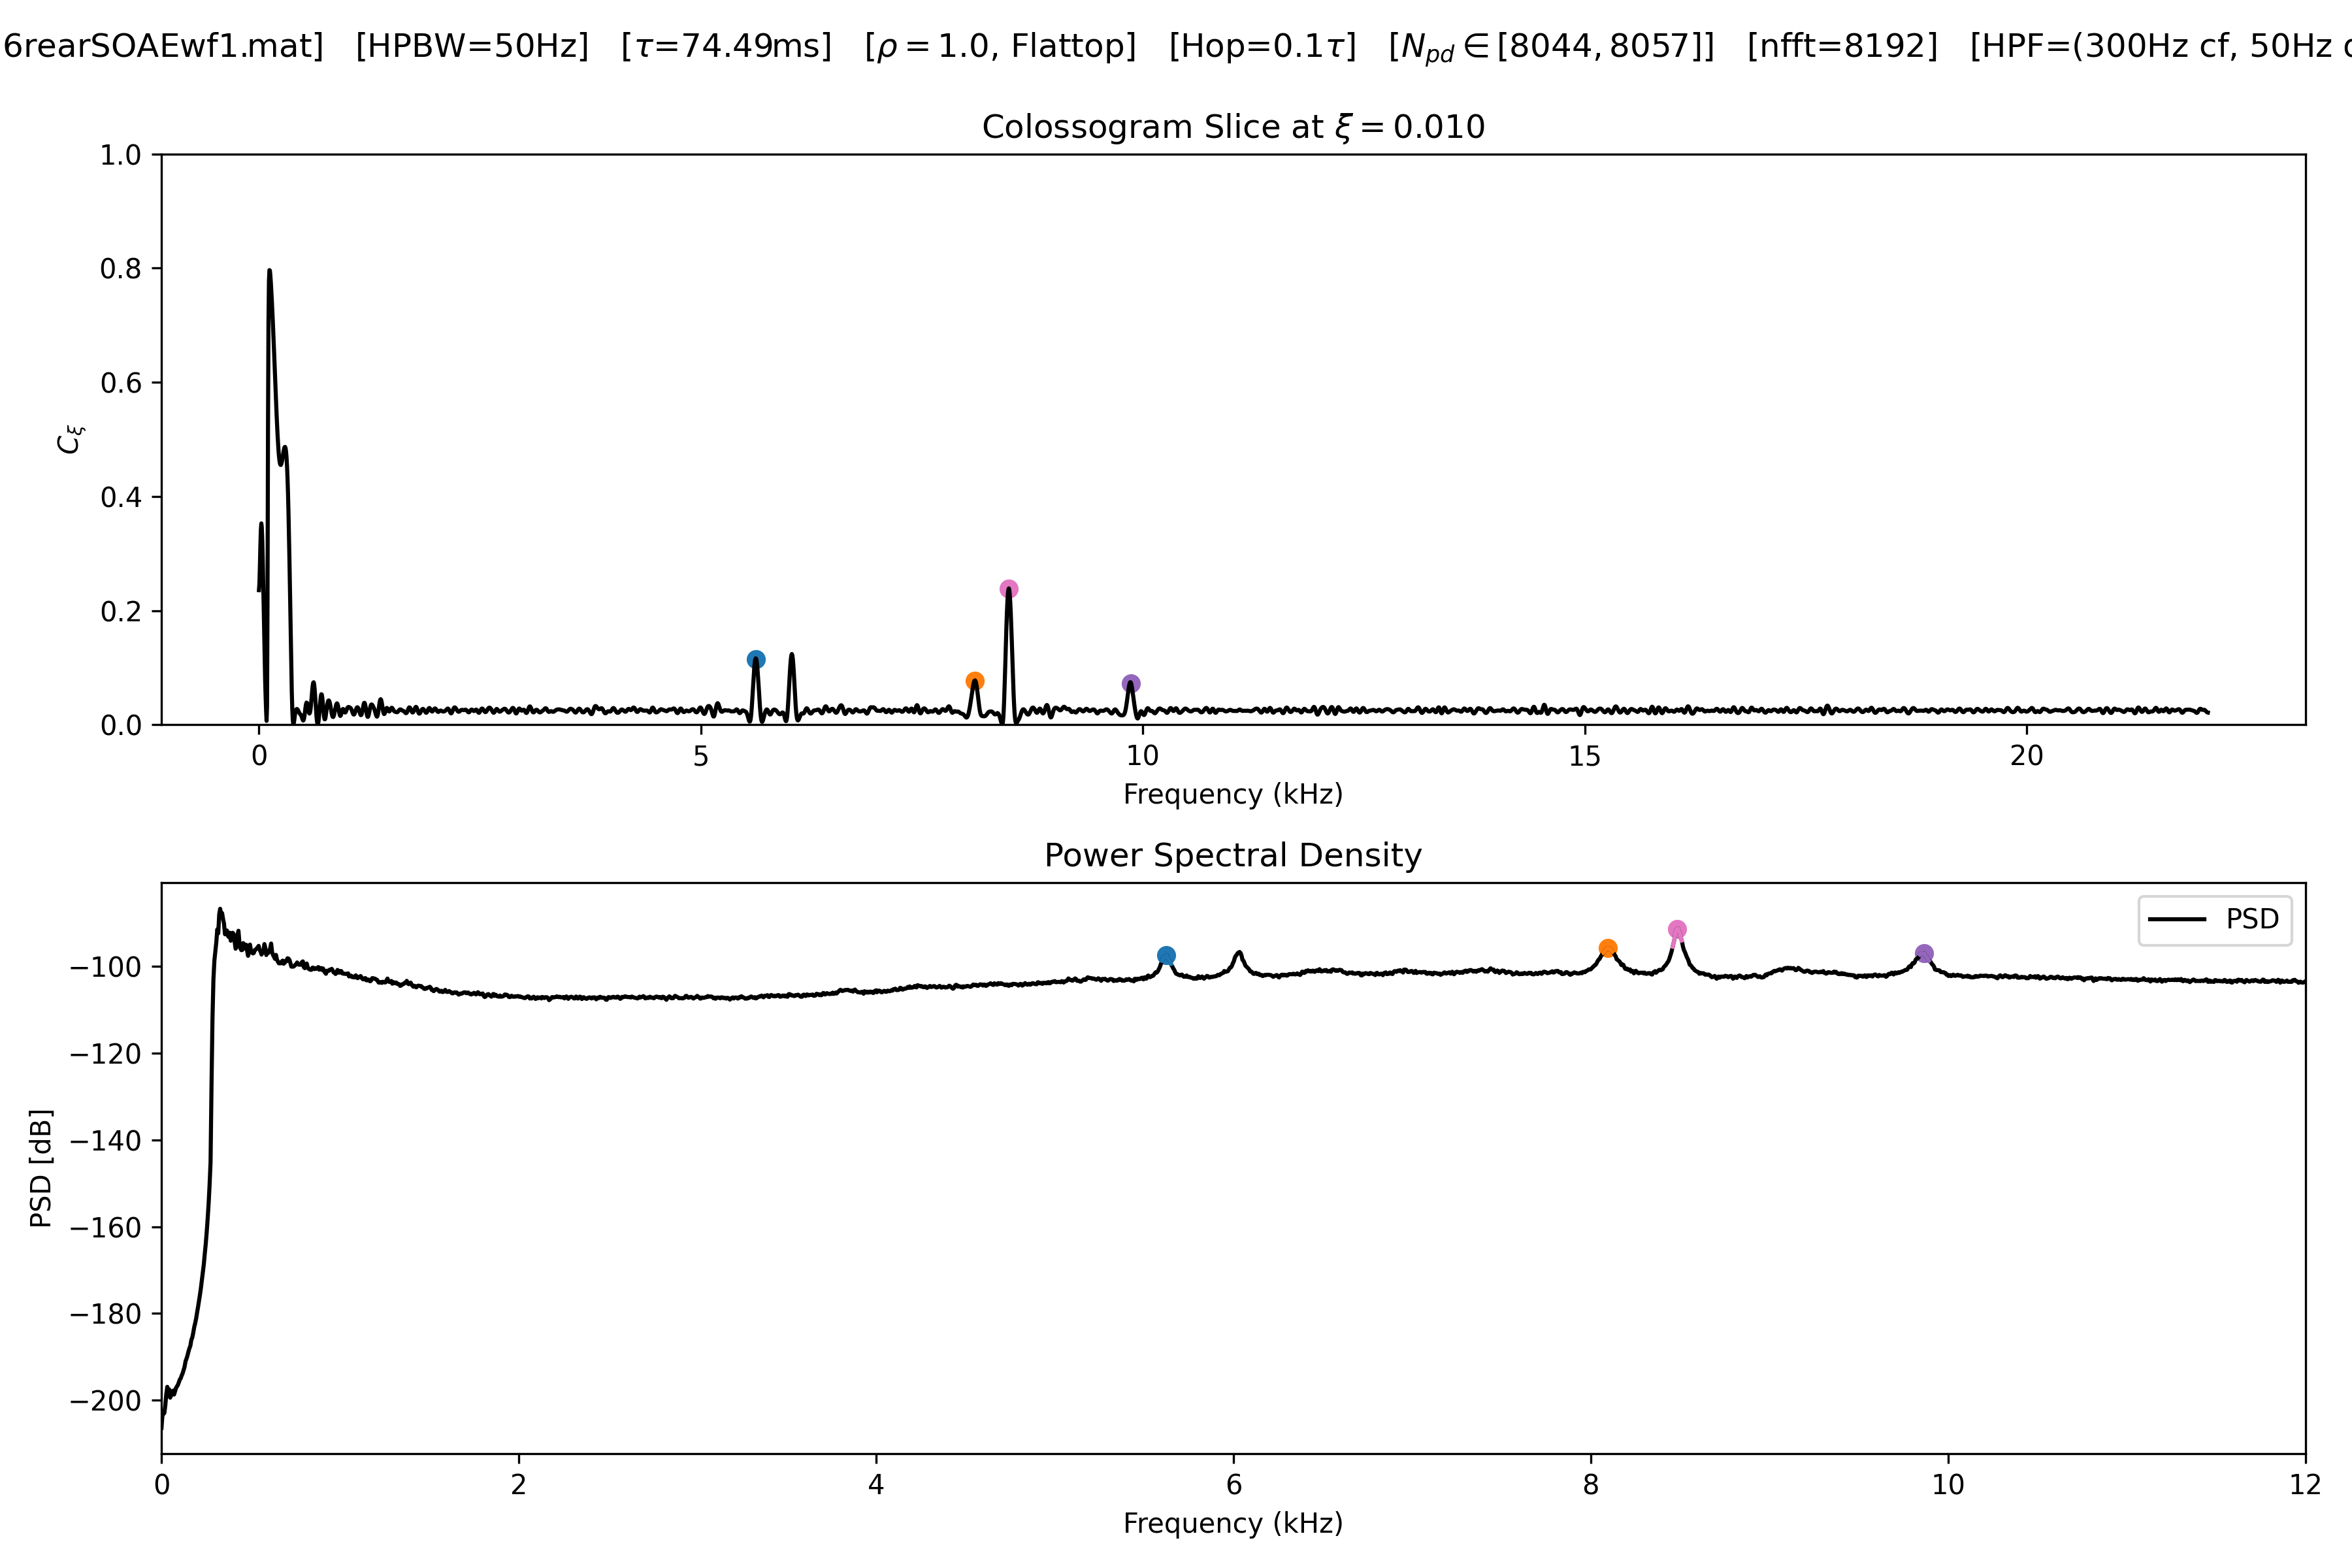 6rearSOAEwf1.mat] [HPBW=50Hz] [τ=74.49ms] [ρ = 1.0, Flattop] [Hop=0.1τ] [N_pd ∈ [8044, 8057]] [nfft=8192] [HPF=(300Hz cf, 50Hz
Colossogram Slice at ξ = 0.010
1.0
0.8
0.6
0.4
0.2
0.0
C_ξ
0 5 10 15 20
Frequency (kHz)
Power Spectral Density
PSD
−100
−120
−140
−160
−180
−200
PSD [dB]
0 2 4 6 8 10 12
Frequency (kHz)